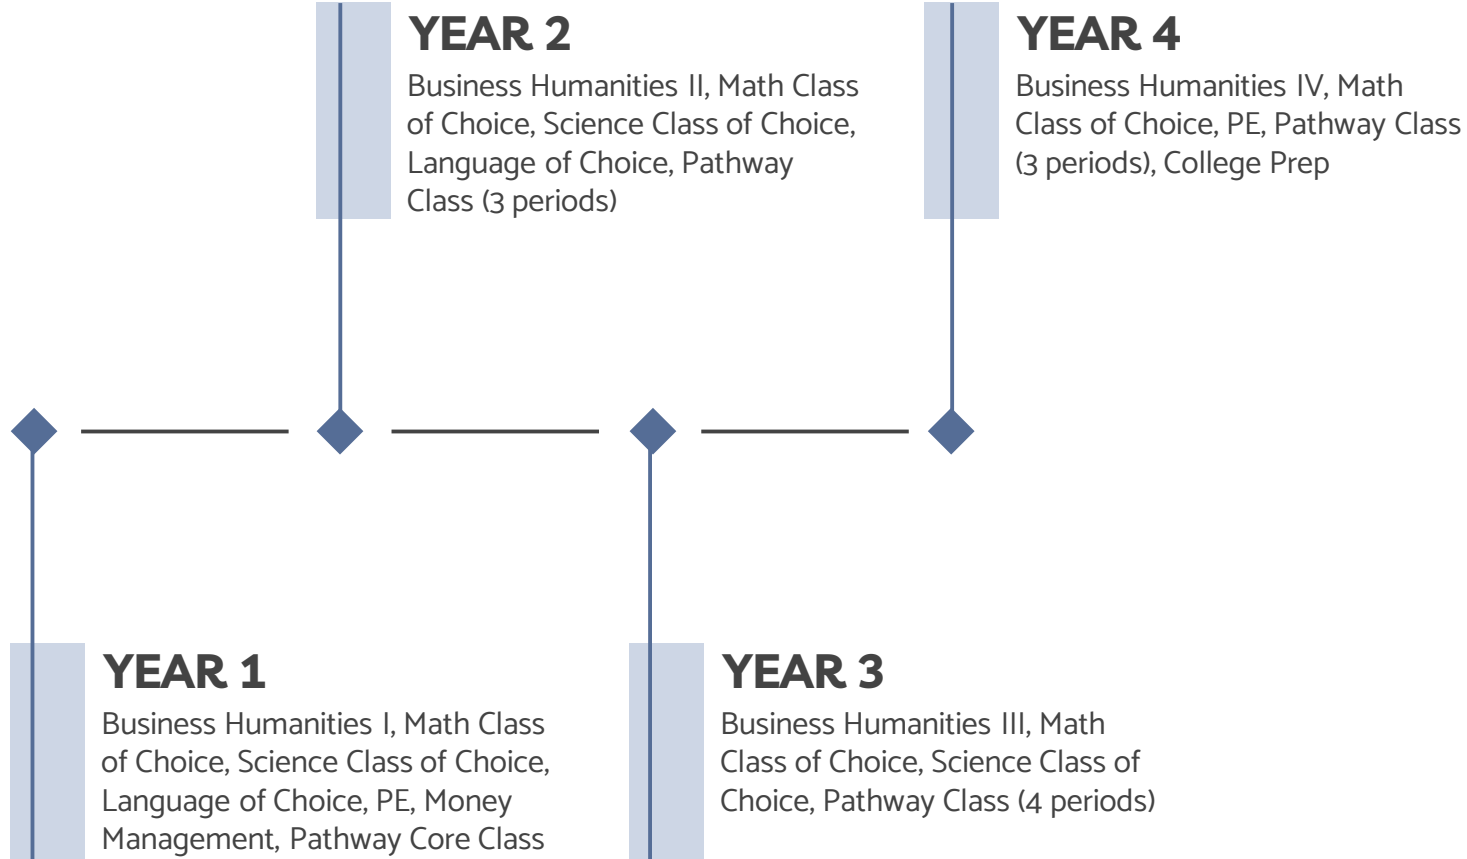 YEAR 2
Business Humanities II, Math Class
of Choice, Science Class of Choice,
Language of Choice, Pathway
Class (3 periods)
YEAR 4
Business Humanities IV, Math
Class of Choice, PE, Pathway Class
(3 periods), College Prep
YEAR 1
Business Humanities I, Math Class
of Choice, Science Class of Choice,
Language of Choice, PE, Money
Management, Pathway Core Class
YEAR 3
Business Humanities III, Math
Class of Choice, Science Class of
Choice, Pathway Class (4 periods)